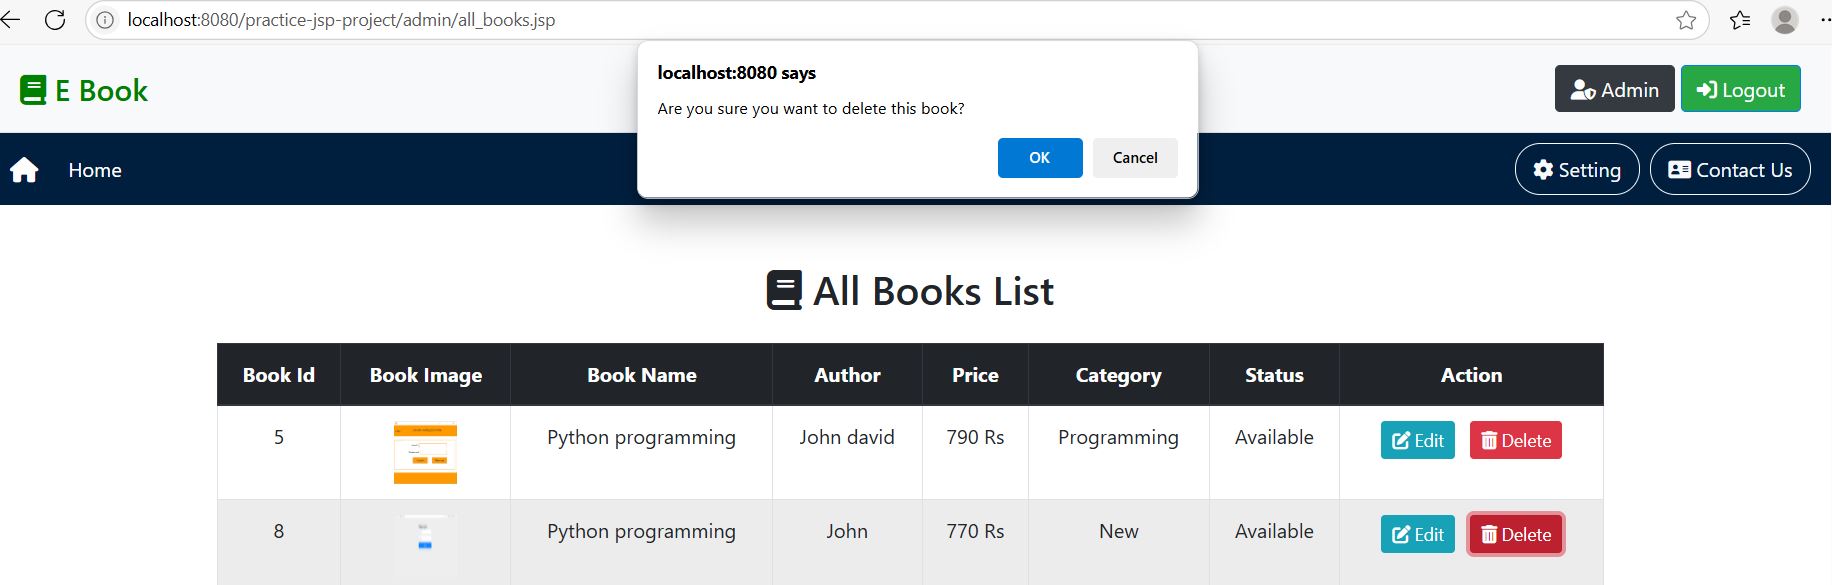 localhost:8080/practice-jsp-project/admin/all_books.jsp
localhost:8080 says
Are you sure you want to delete this book?
OK Cancel
E Book
Admin Logout
Home
Setting Contact Us
All Books List
Book Id Book Image Book Name Author Price Category Status Action
5 Python programming John david 790 Rs Programming Available Edit Delete
8 Python programming John 770 Rs New Available Edit Delete